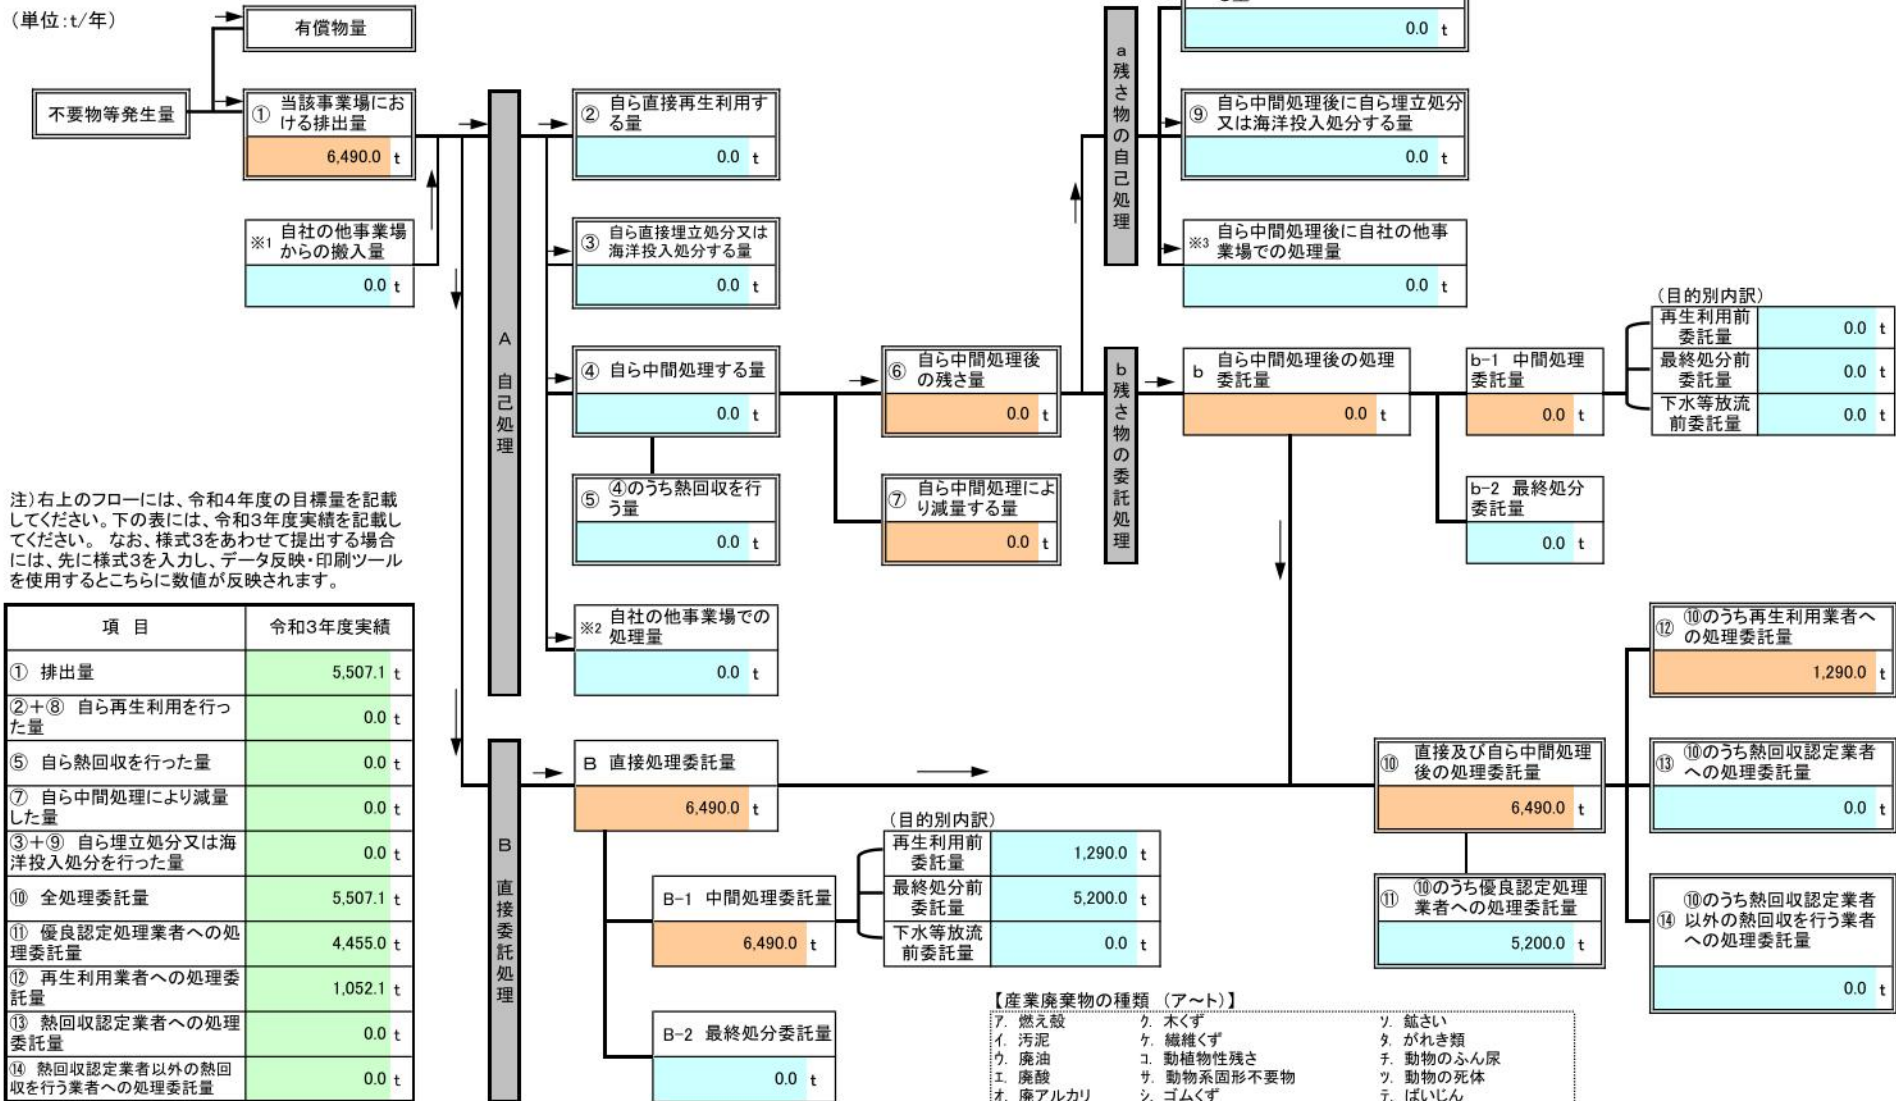 (単位:t/年)
有償物量
不要物等発生量
① 当該事業場にお
ける排出量
6,490.0 t
※1 自社の他事業場
からの搬入量
0.0 t
A 自己処理
② 自ら直接再生利用す
る量
0.0 t
③ 自ら直接埋立処分又は
海洋投入処分する量
0.0 t
④ 自ら中間処理する量
0.0 t
⑤ ④のうち熱回収を行
う量
0.0 t
※2 自社の他事業場での
処理量
0.0 t
⑥ 自ら中間処理後
の残さ量
0.0 t
⑦ 自ら中間処理によ
り減量する量
0.0 t
a 残さ物の自己処理
0.0 t
⑨ 自ら中間処理後に自ら埋立処分
又は海洋投入処分する量
0.0 t
※3 自ら中間処理後に自社の他事
業場での処理量
0.0 t
b 残さ物の委託処理
b 自ら中間処理後の処理
委託量
0.0 t
b-1 中間処理
委託量
0.0 t
(目的別内訳)
再生利用前
委託量
0.0 t
最終処分前
委託量
0.0 t
下水等放流
前委託量
0.0 t
b-2 最終処分
委託量
0.0 t
注)右上のフローには、令和4年度の目標量を記載
してください。下の表には、令和3年度実績を記載し
てください。 なお、様式3をあわせて提出する場合
には、先に様式3を入力し、データ反映・印刷ツール
を使用するとこちらに数値が反映されます。
項 目 令和3年度実績
① 排出量 5,507.1 t
②+⑧ 自ら再生利用を行っ
た量 0.0 t
⑤ 自ら熱回収を行った量 0.0 t
⑦ 自ら中間処理により減量
した量 0.0 t
③+⑨ 自ら埋立処分又は海
洋投入処分を行った量 0.0 t
⑩ 全処理委託量 5,507.1 t
⑪ 優良認定処理業者への処
理委託量 4,455.0 t
⑫ 再生利用業者への処理委
託量 1,052.1 t
⑬ 熱回収認定業者への処理
委託量 0.0 t
⑭ 熱回収認定業者以外の熱回
収を行う業者への処理委託量 0.0 t
B 直接委託処理
B 直接処理委託量
6,490.0 t
B-1 中間処理委託量
6,490.0 t
(目的別内訳)
再生利用前
委託量
1,290.0 t
最終処分前
委託量
5,200.0 t
下水等放流
前委託量
0.0 t
B-2 最終処分委託量
0.0 t
⑩ 直接及び自ら中間処理
後の処理委託量
6,490.0 t
⑪ ⑩のうち優良認定処理
業者への処理委託量
5,200.0 t
⑫ ⑩のうち再生利用業者へ
の処理委託量
1,290.0 t
⑬ ⑩のうち熱回収認定業者
への処理委託量
0.0 t
⑭ ⑩のうち熱回収認定業者
以外の熱回収を行う業者
への処理委託量
0.0 t
【産業廃棄物の種類 (ア~ト)】
ア. 燃え殻 ク. 木くず ソ. 鉱さい
イ. 汚泥 ケ. 繊維くず タ. がれき類
ウ. 廃油 コ. 動植物性残さ チ. 動物のふん尿
エ. 廃酸 サ. 動物系固形不要物 ツ. 動物の死体
オ. 廃アルカリ シ. ゴムくず テ. ばいじん